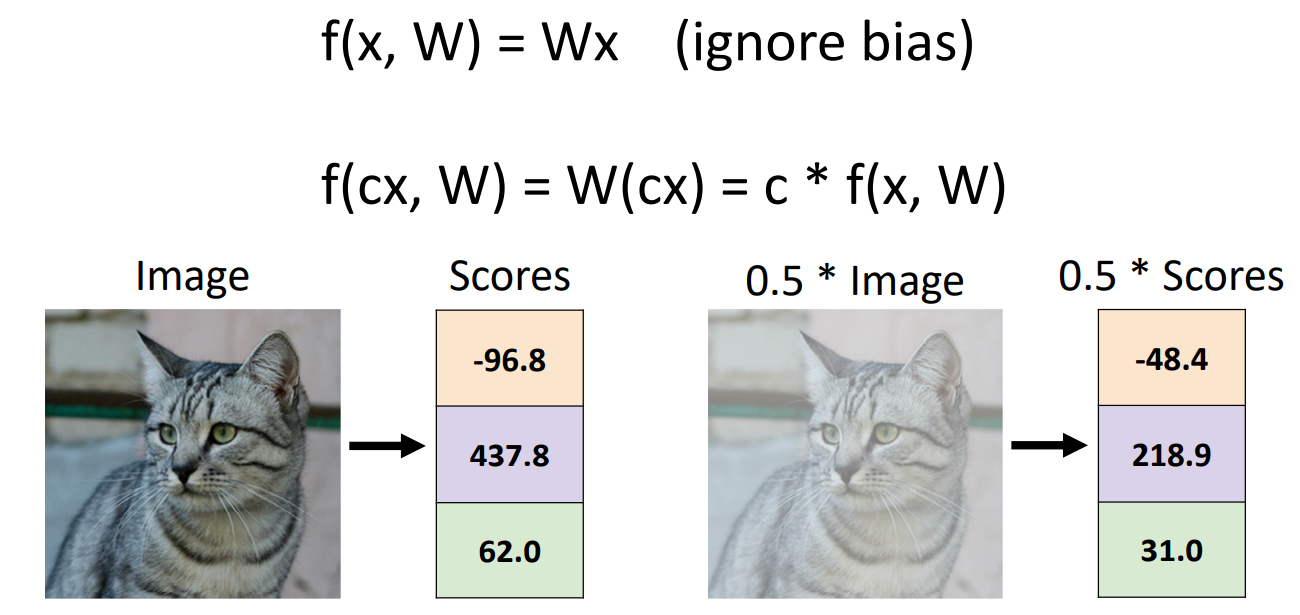 f(x, W) = Wx (ignore bias)
f(cx, W) = W(cx) = c * f(x, W)
Image
Scores
-96.8
437.8
62.0
0.5 * Image
0.5 * Scores
-48.4
218.9
31.0